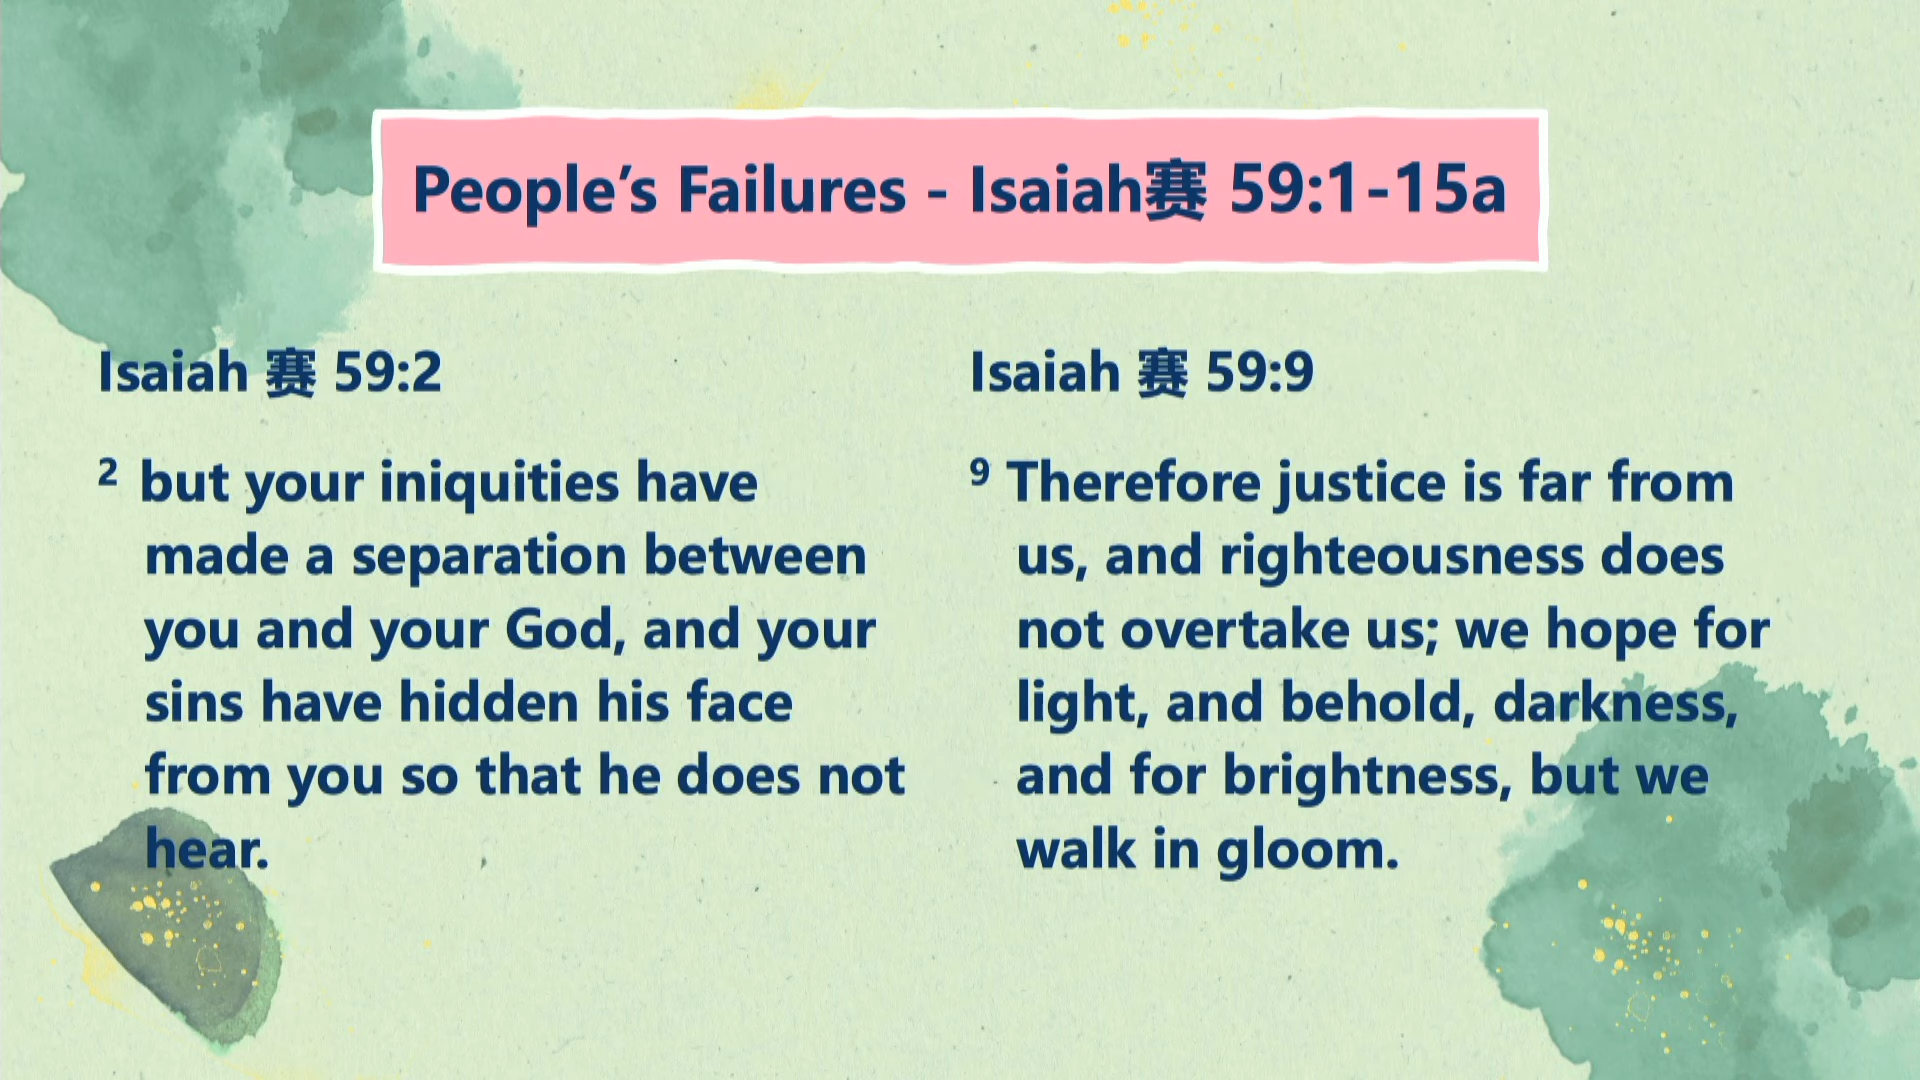 People’s Failures - Isaiah赛 59:1-15a
Isaiah 赛 59:2
2 but your iniquities have
made a separation between
you and your God, and your
sins have hidden his face
from you so that he does not
hear.
Isaiah 赛 59:9
9 Therefore justice is far from
us, and righteousness does
not overtake us; we hope for
light, and behold, darkness,
and for brightness, but we
walk in gloom.